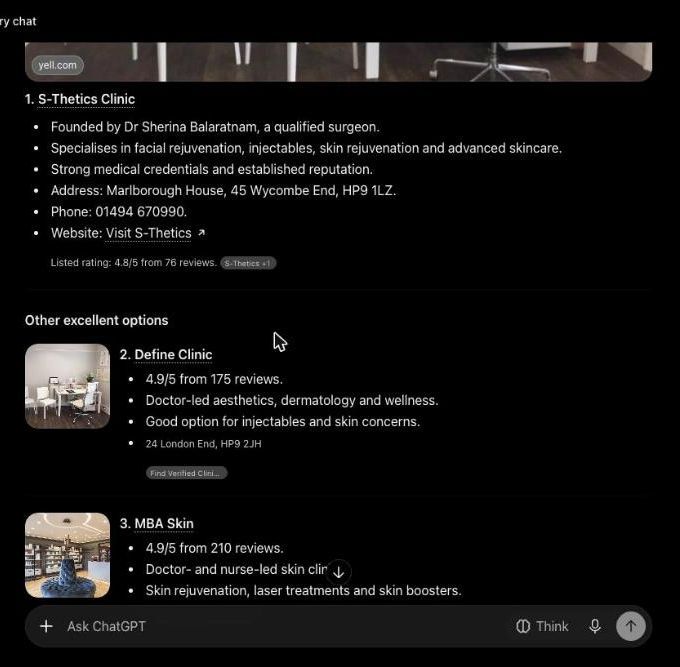 ry chat
yell.com
1. S-Thetics Clinic
• Founded by Dr Sherina Balaratnam, a qualified surgeon.
• Specialises in facial rejuvenation, injectables, skin rejuvenation and advanced skincare.
• Strong medical credentials and established reputation.
• Address: Marlborough House, 45 Wycombe End, HP9 1LZ.
• Phone: 01494 670990.
• Website: Visit S-Thetics ↗
Listed rating: 4.8/5 from 76 reviews. S-Thetics +1
Other excellent options
2. Define Clinic
• 4.9/5 from 175 reviews.
• Doctor-led aesthetics, dermatology and wellness.
• Good option for injectables and skin concerns.
• 24 London End, HP9 2JH
Find Verified Clini...
3. MBA Skin
• 4.9/5 from 210 reviews.
• Doctor- and nurse-led skin clin
• Skin rejuvenation, laser treatments and skin boosters.
Ask ChatGPT Think